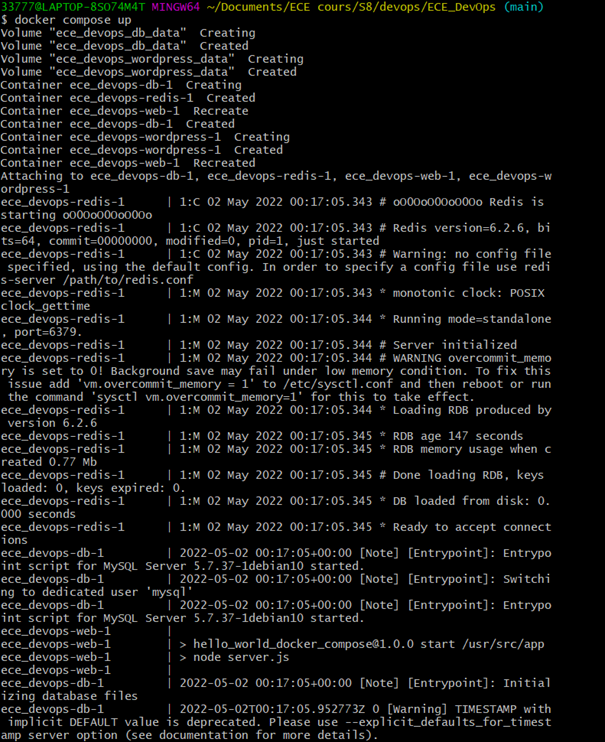 33777@LAPTOP-8SO74M4T MINGW64 ~/Documents/ECE cours/S8/devops/ECE_DevOps (main)
$ docker compose up
Volume "ece_devops_db_data"  Creating
Volume "ece_devops_db_data"  Created
Volume "ece_devops_wordpress_data"  Creating
Volume "ece_devops_wordpress_data"  Created
Container ece_devops-db-1  Creating
Container ece_devops-redis-1  Created
Container ece_devops-web-1  Recreate
Container ece_devops-db-1  Created
Container ece_devops-wordpress-1  Creating
Container ece_devops-wordpress-1  Created
Container ece_devops-web-1  Recreated
Attaching to ece_devops-db-1, ece_devops-redis-1, ece_devops-web-1, ece_devops-w
ordpress-1
ece_devops-redis-1      | 1:C 02 May 2022 00:17:05.343 # oO0OoO0OoO0Oo Redis is
starting oO0OoO0OoO0Oo
ece_devops-redis-1      | 1:C 02 May 2022 00:17:05.343 # Redis version=6.2.6, bi
ts=64, commit=00000000, modified=0, pid=1, just started
ece_devops-redis-1      | 1:C 02 May 2022 00:17:05.343 # Warning: no config file
 specified, using the default config. In order to specify a config file use redi
s-server /path/to/redis.conf
ece_devops-redis-1      | 1:M 02 May 2022 00:17:05.343 * monotonic clock: POSIX
clock_gettime
ece_devops-redis-1      | 1:M 02 May 2022 00:17:05.344 * Running mode=standalone
, port=6379.
ece_devops-redis-1      | 1:M 02 May 2022 00:17:05.344 # Server initialized
ece_devops-redis-1      | 1:M 02 May 2022 00:17:05.344 # WARNING overcommit_memo
ry is set to 0! Background save may fail under low memory condition. To fix this
 issue add 'vm.overcommit_memory = 1' to /etc/sysctl.conf and then reboot or run
 the command 'sysctl vm.overcommit_memory=1' for this to take effect.
ece_devops-redis-1      | 1:M 02 May 2022 00:17:05.344 * Loading RDB produced by
 version 6.2.6
ece_devops-redis-1      | 1:M 02 May 2022 00:17:05.345 * RDB age 147 seconds
ece_devops-redis-1      | 1:M 02 May 2022 00:17:05.345 * RDB memory usage when c
reated 0.77 Mb
ece_devops-redis-1      | 1:M 02 May 2022 00:17:05.345 # Done loading RDB, keys
loaded: 0, keys expired: 0.
ece_devops-redis-1      | 1:M 02 May 2022 00:17:05.345 * DB loaded from disk: 0.
000 seconds
ece_devops-redis-1      | 1:M 02 May 2022 00:17:05.345 * Ready to accept connect
ions
ece_devops-db-1         | 2022-05-02 00:17:05+00:00 [Note] [Entrypoint]: Entrypo
int script for MySQL Server 5.7.37-1debian10 started.
ece_devops-db-1         | 2022-05-02 00:17:05+00:00 [Note] [Entrypoint]: Switchi
ng to dedicated user 'mysql'
ece_devops-db-1         | 2022-05-02 00:17:05+00:00 [Note] [Entrypoint]: Entrypo
int script for MySQL Server 5.7.37-1debian10 started.
ece_devops-web-1        |
ece_devops-web-1        | > hello_world_docker_compose@1.0.0 start /usr/src/app
ece_devops-web-1        | > node server.js
ece_devops-web-1        |
ece_devops-db-1         | 2022-05-02 00:17:05+00:00 [Note] [Entrypoint]: Initial
izing database files
ece_devops-db-1         | 2022-05-02T00:17:05.952773Z 0 [Warning] TIMESTAMP with
 implicit DEFAULT value is deprecated. Please use --explicit_defaults_for_timest
amp server option (see documentation for more details).